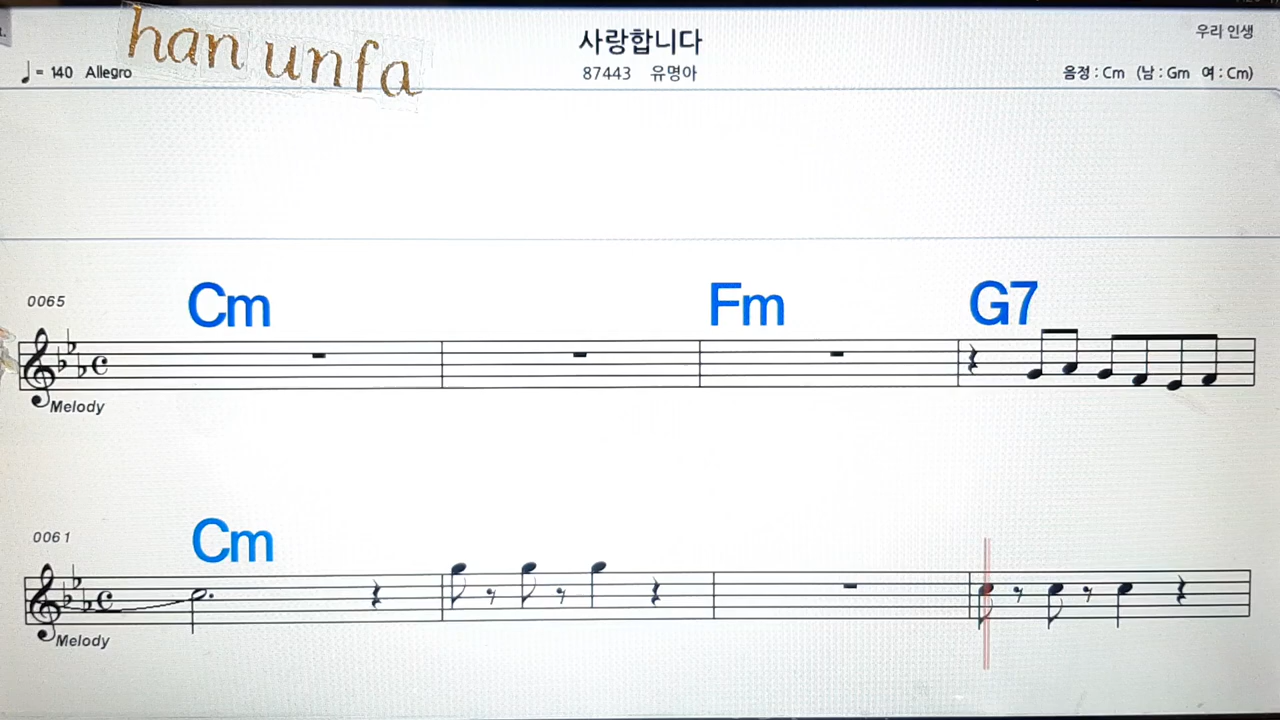 han unfa
사랑합니다
우리 인생
♩= 140 Allegro
87443 유명아
음정 : Cm (남 : Gm 여 : Cm)
0065
Cm Fm G7
Melody
0061
Cm
Melody